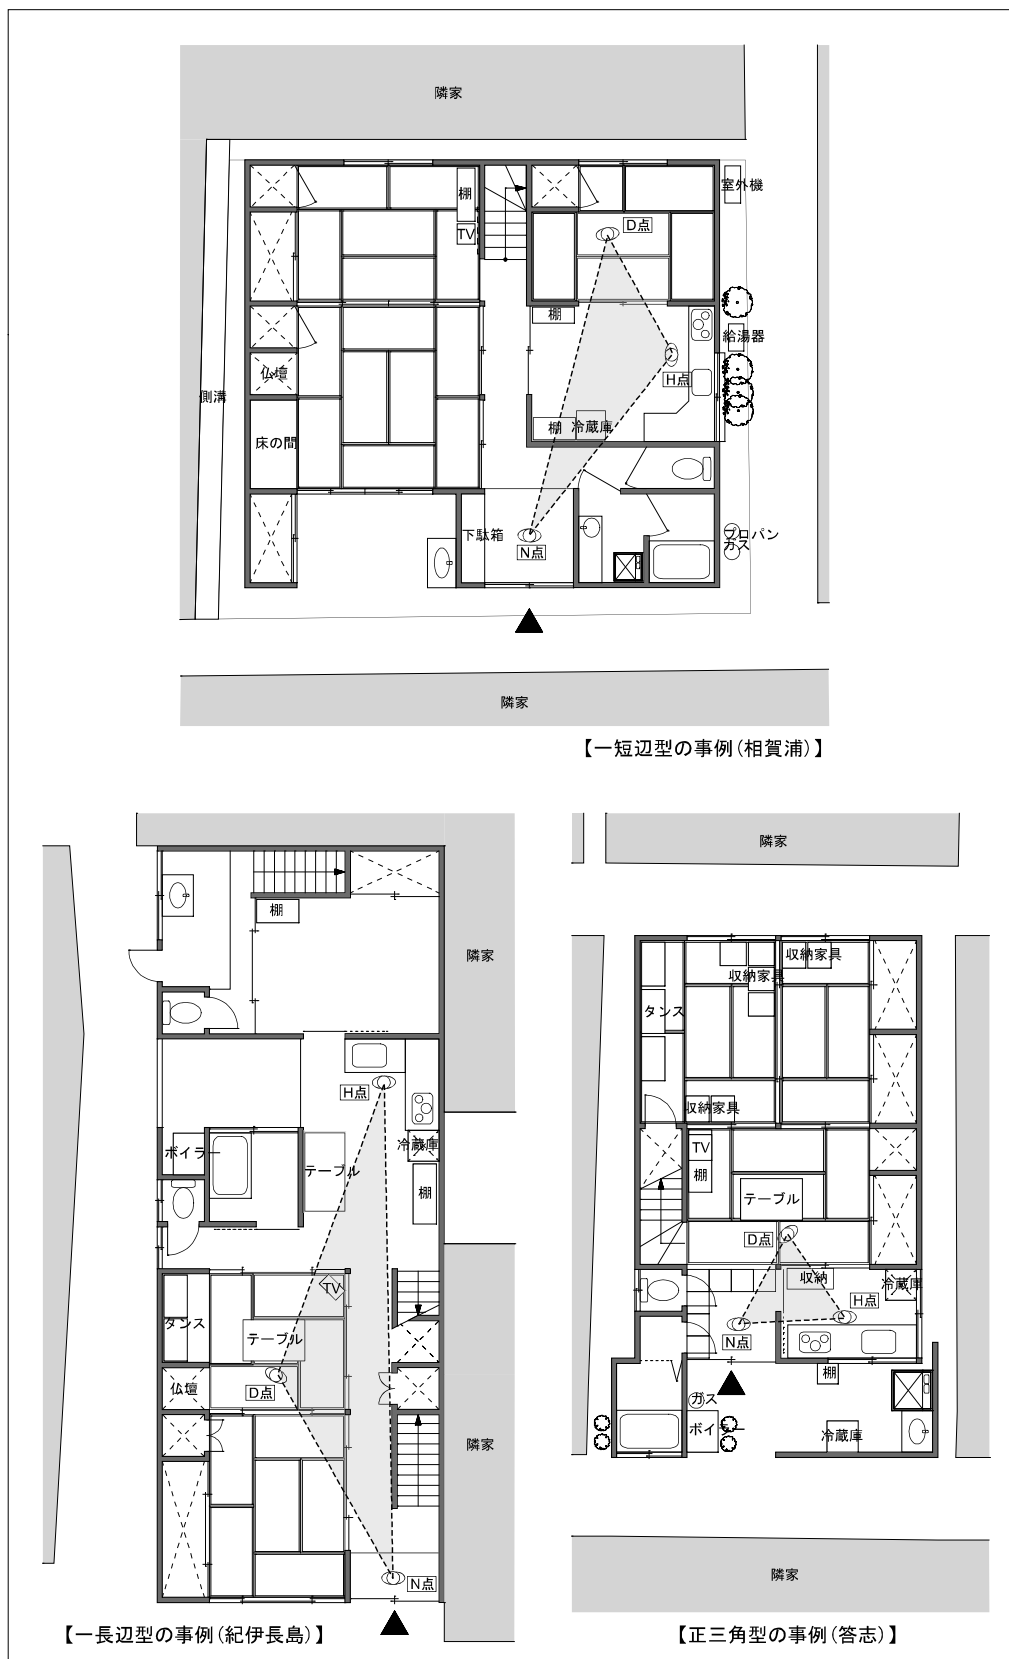 隣家
室外機
棚
TV
D点
棚
給湯器
H点
仏壇
側溝
床の間
棚
冷蔵庫
下駄箱
N点
プロパン
ガス
隣家
【一短辺型の事例(相賀浦)】
棚
隣家
H点
冷蔵庫
ボイラー
テーブル
棚
TV
タンス
テーブル
仏壇
D点
隣家
N点
【一長辺型の事例(紀伊長島)】
隣家
収納家具
収納家具
タンス
収納家具
TV
棚
テーブル
D点
収納
冷蔵庫
H点
N点
棚
ガス
ボイラー
冷蔵庫
隣家
【正三角型の事例(答志)】